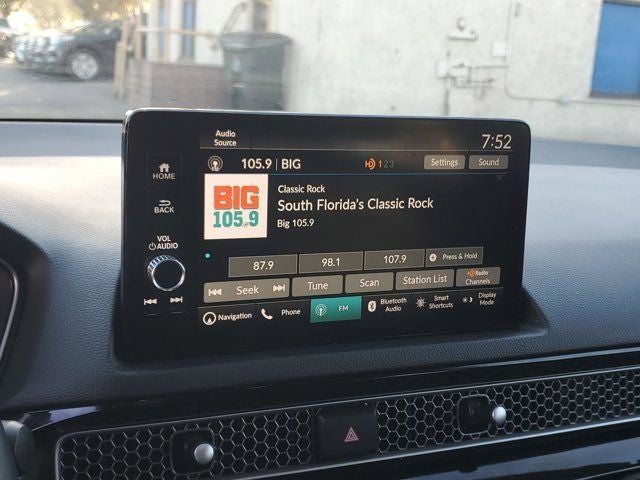 Audio
Source
7:52
105.9 | BIG
HD 123
Settings
Sound
HOME
BACK
VOL
AUDIO
BIG
105.9
Classic Rock
South Florida's Classic Rock
Big 105.9
87.9
98.1
107.9
Press & Hold
Seek
Tune
Scan
Station List
HD Radio
Channels
Navigation
Phone
FM
Bluetooth
Audio
Smart
Shortcuts
Display
Mode